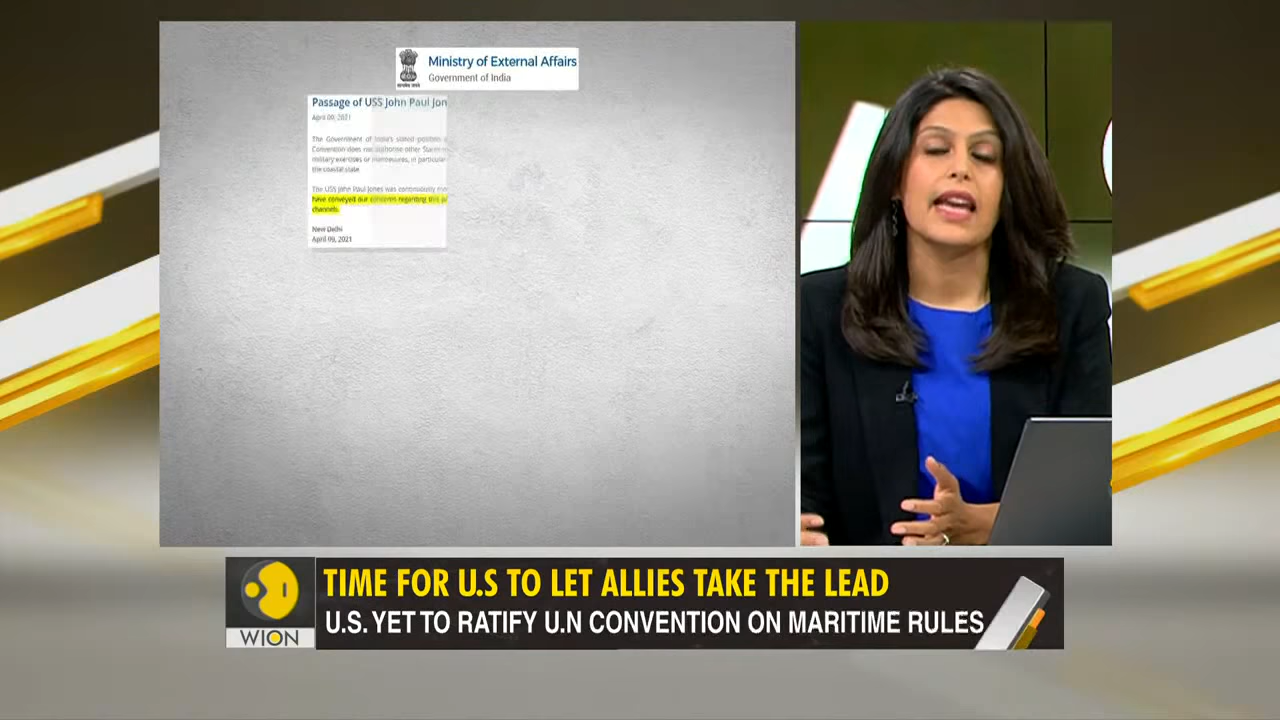 Ministry of External Affairs
Government of India
Passage of USS John Paul Jon
April 09, 2021
The Government of India's stated position
Convention does not authorise other States
military exercises or manoeuvres, in particular
the coastal state.
The USS John Paul Jones was continuously mo
have conveyed our concerns regarding this pa
channels.
New Delhi
April 09, 2021
TIME FOR U.S TO LET ALLIES TAKE THE LEAD
U.S. YET TO RATIFY U.N CONVENTION ON MARITIME RULES
WION